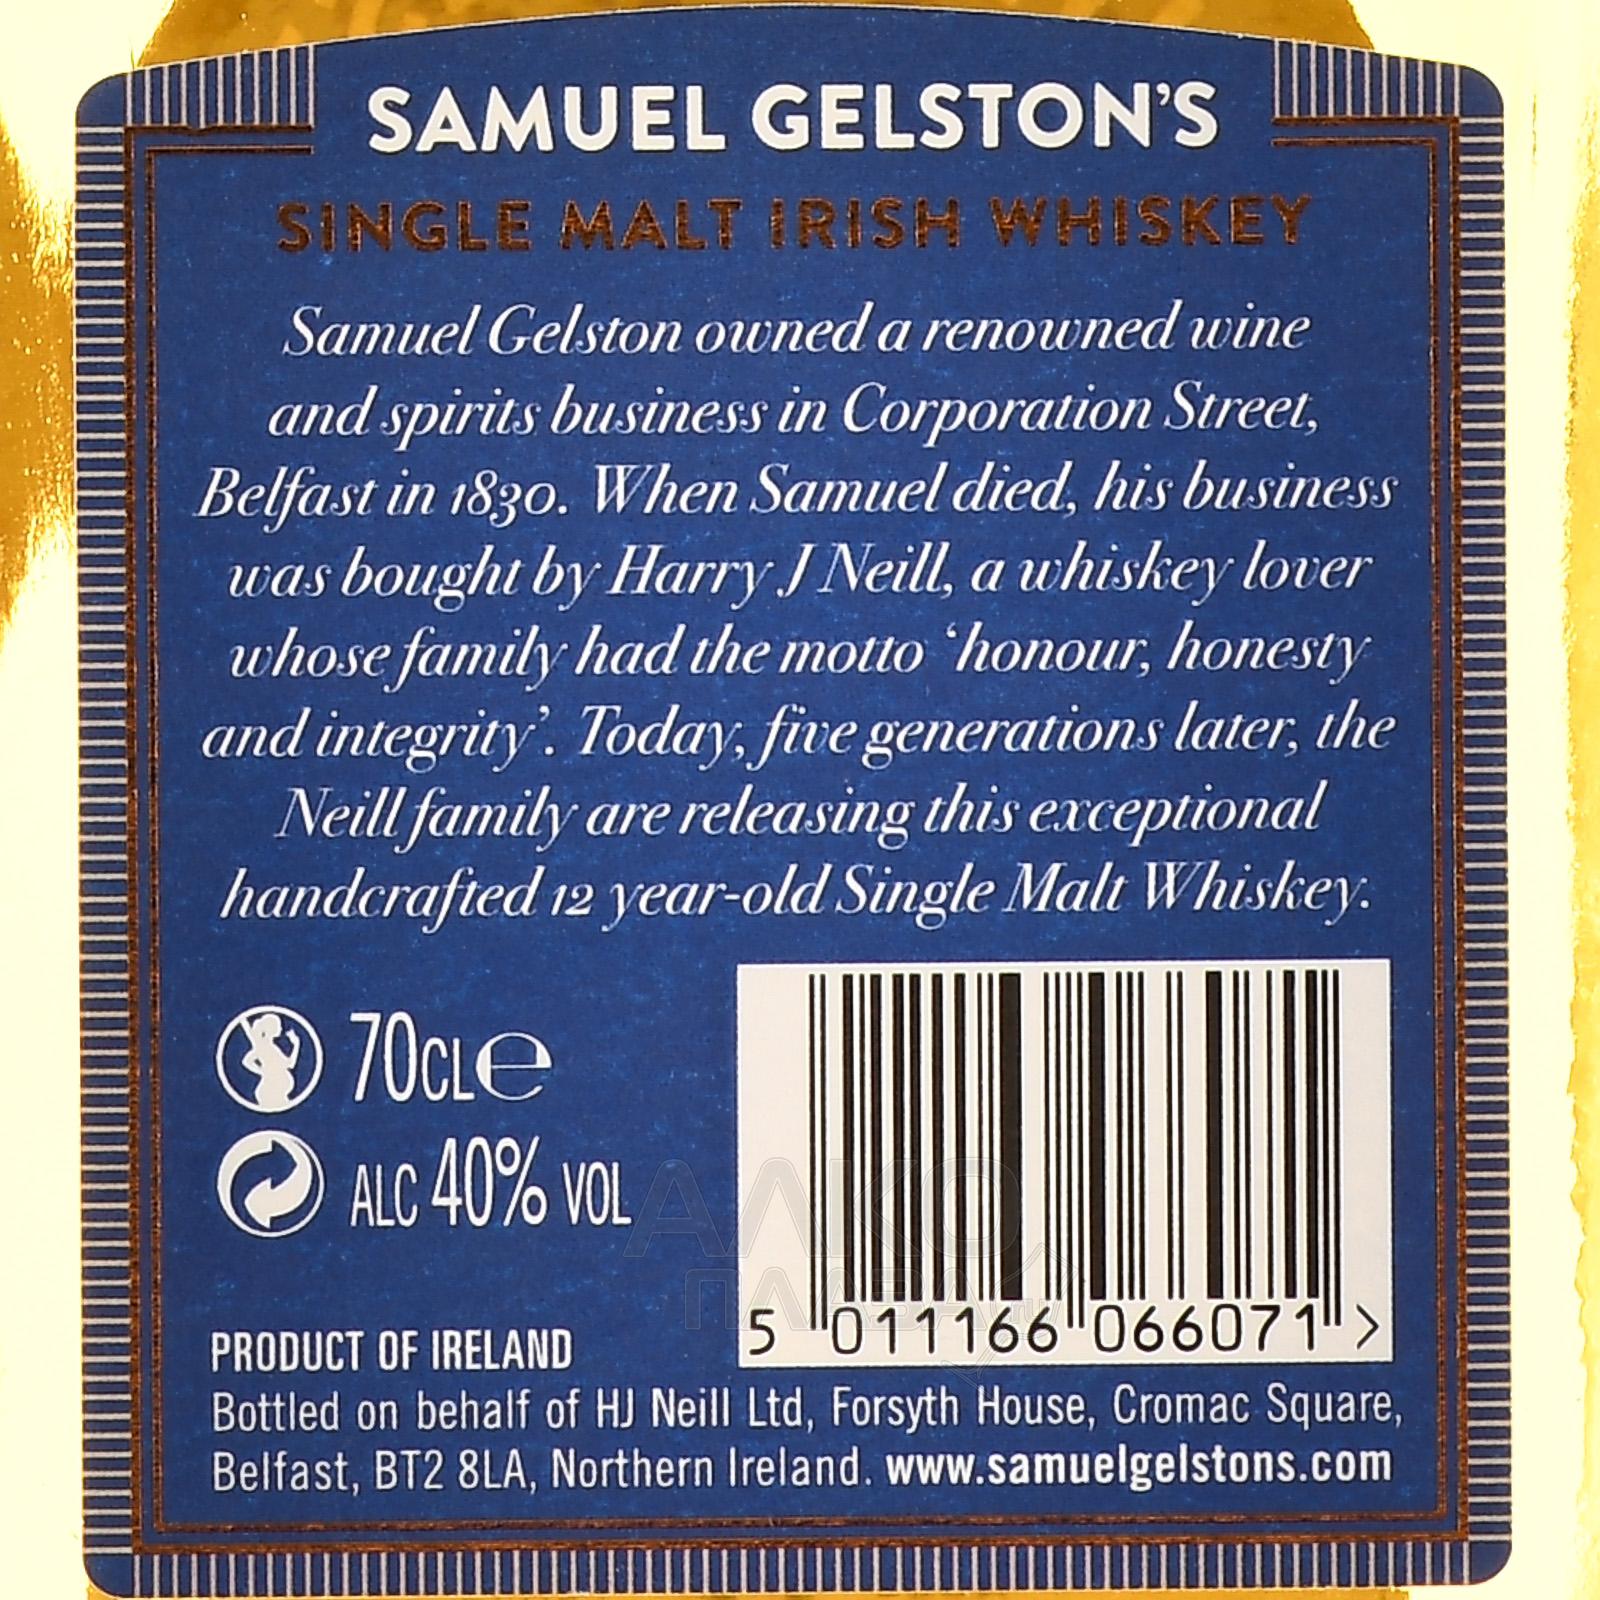 SAMUEL GELSTON'S
SINGLE MALT IRISH WHISKEY
Samuel Gelston owned a renowned wine
and spirits business in Corporation Street,
Belfast in 1830. When Samuel died, his business
was bought by Harry J Neill, a whiskey lover
whose family had the motto ‘honour, honesty
and integrity’. Today, five generations later, the
Neill family are releasing this exceptional
handcrafted 12 year-old Single Malt Whiskey.
70CL℮
ALC 40% VOL
АЛКО
ПЛАЗА
5 011166 066071 >
PRODUCT OF IRELAND
Bottled on behalf of HJ Neill Ltd, Forsyth House, Cromac Square,
Belfast, BT2 8LA, Northern Ireland. www.samuelgelstons.com